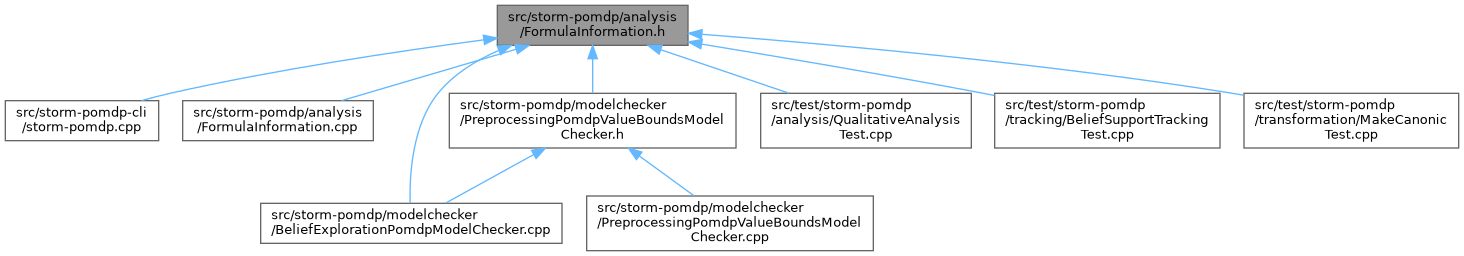 src/storm-pomdp/analysis
/FormulaInformation.h
src/storm-pomdp-cli
/storm-pomdp.cpp
src/storm-pomdp/analysis
/FormulaInformation.cpp
src/storm-pomdp/modelchecker
/PreprocessingPomdpValueBoundsModel
Checker.h
src/test/storm-pomdp
/analysis/QualitativeAnalysis
Test.cpp
src/test/storm-pomdp
/tracking/BeliefSupportTracking
Test.cpp
src/test/storm-pomdp
/transformation/MakeCanonic
Test.cpp
src/storm-pomdp/modelchecker
/BeliefExplorationPomdpModelChecker.cpp
src/storm-pomdp/modelchecker
/PreprocessingPomdpValueBoundsModel
Checker.cpp